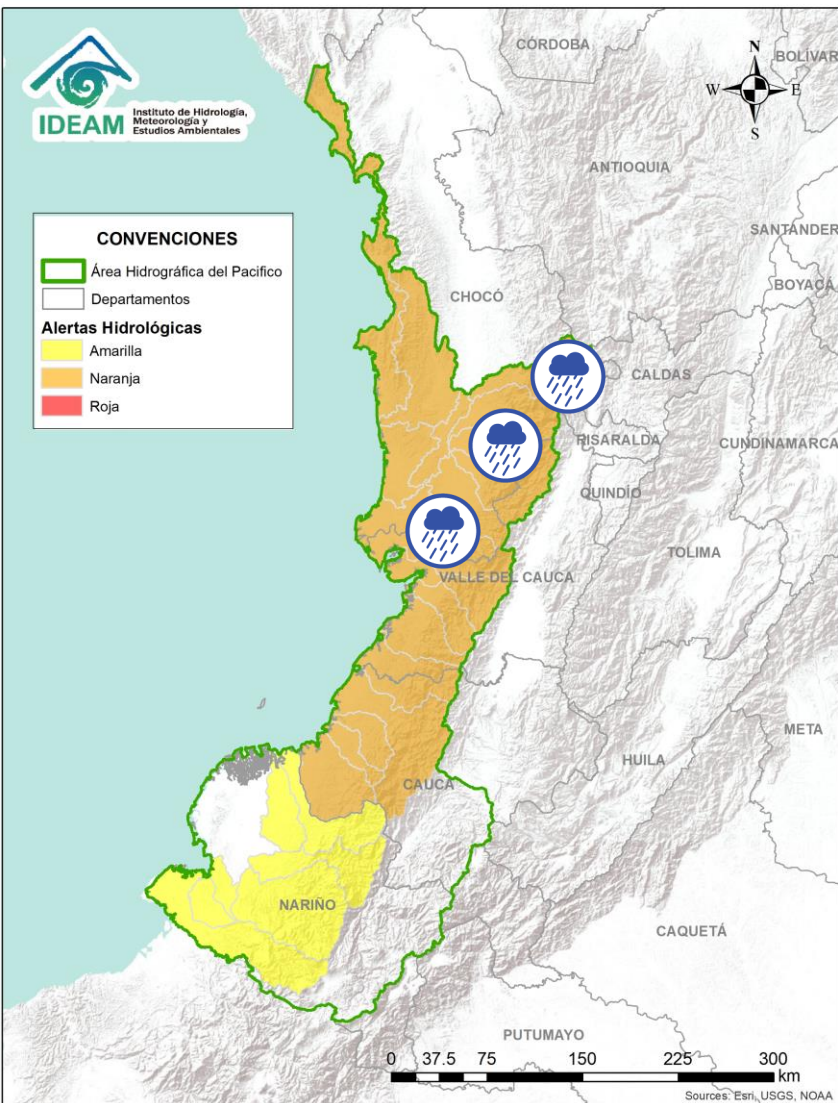 IDEAM
Instituto de Hidrología,
Meteorología y
Estudios Ambientales
CÓRDOBA
BOLÍVAR
N
W
E
S
ANTIOQUIA
SANTANDER
BOYACÁ
CONVENCIONES
Área Hidrográfica del Pacifico
Departamentos
Alertas Hidrológicas
Amarilla
Naranja
Roja
CHOCÓ
CALDAS
RISARALDA
CUNDINAMARCA
QUINDÍO
TOLIMA
VALLE DEL CAUCA
META
HUILA
CAUCA
NARIÑO
CAQUETÁ
PUTUMAYO
0 37.5 75 150 225 300
km
Sources: Esri, USGS, NOAA